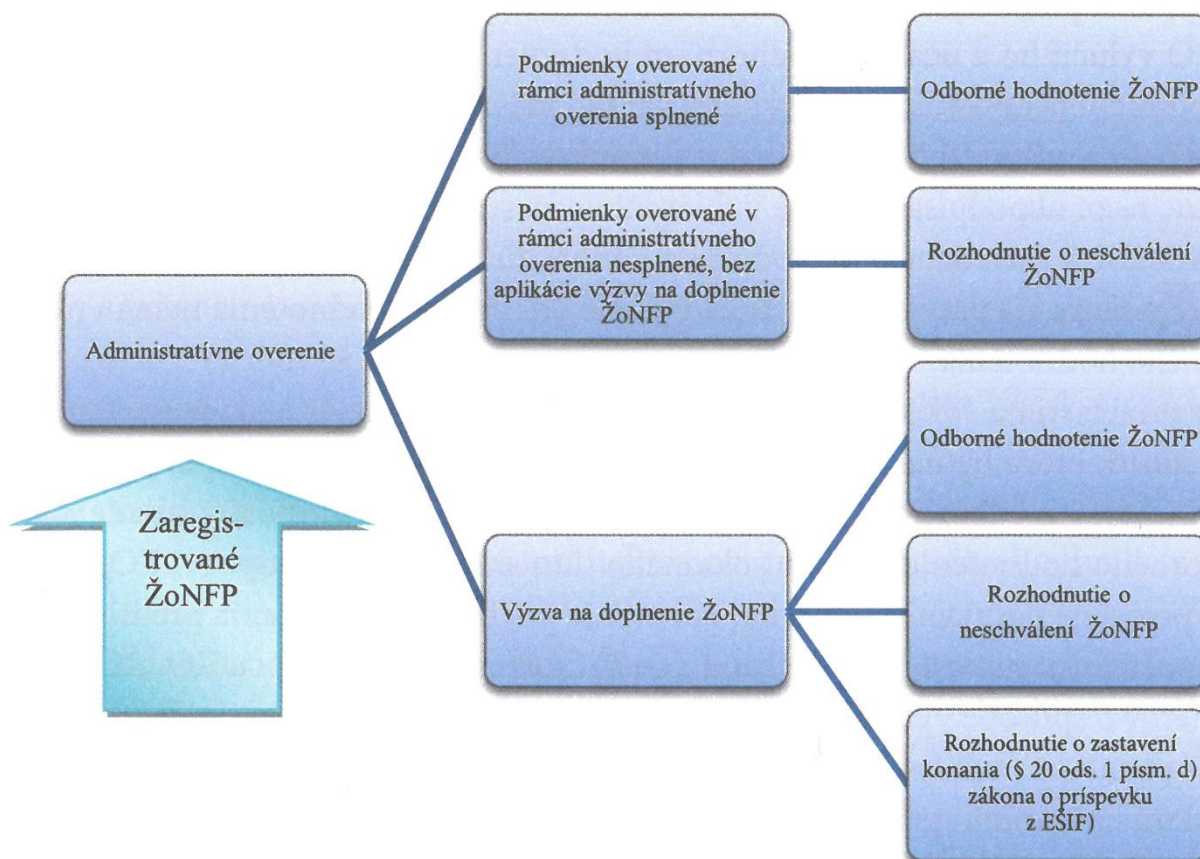 Podmienky overované v
rámci administratívneho
overenia splnené
Odborné hodnotenie ŽoNFP
Podmienky overované v
rámci administratívneho
overenia nesplnené, bez
aplikácie výzvy na doplnenie
ŽoNFP
Rozhodnutie o neschválení
ŽoNFP
Administratívne overenie
Zaregis-
trované
ŽoNFP
Výzva na doplnenie ŽoNFP
Odborné hodnotenie ŽoNFP
Rozhodnutie o
neschválení ŽoNFP
Rozhodnutie o zastavení
konania (§ 20 ods. 1 písm. d)
zákona o príspevku
z EŠIF)